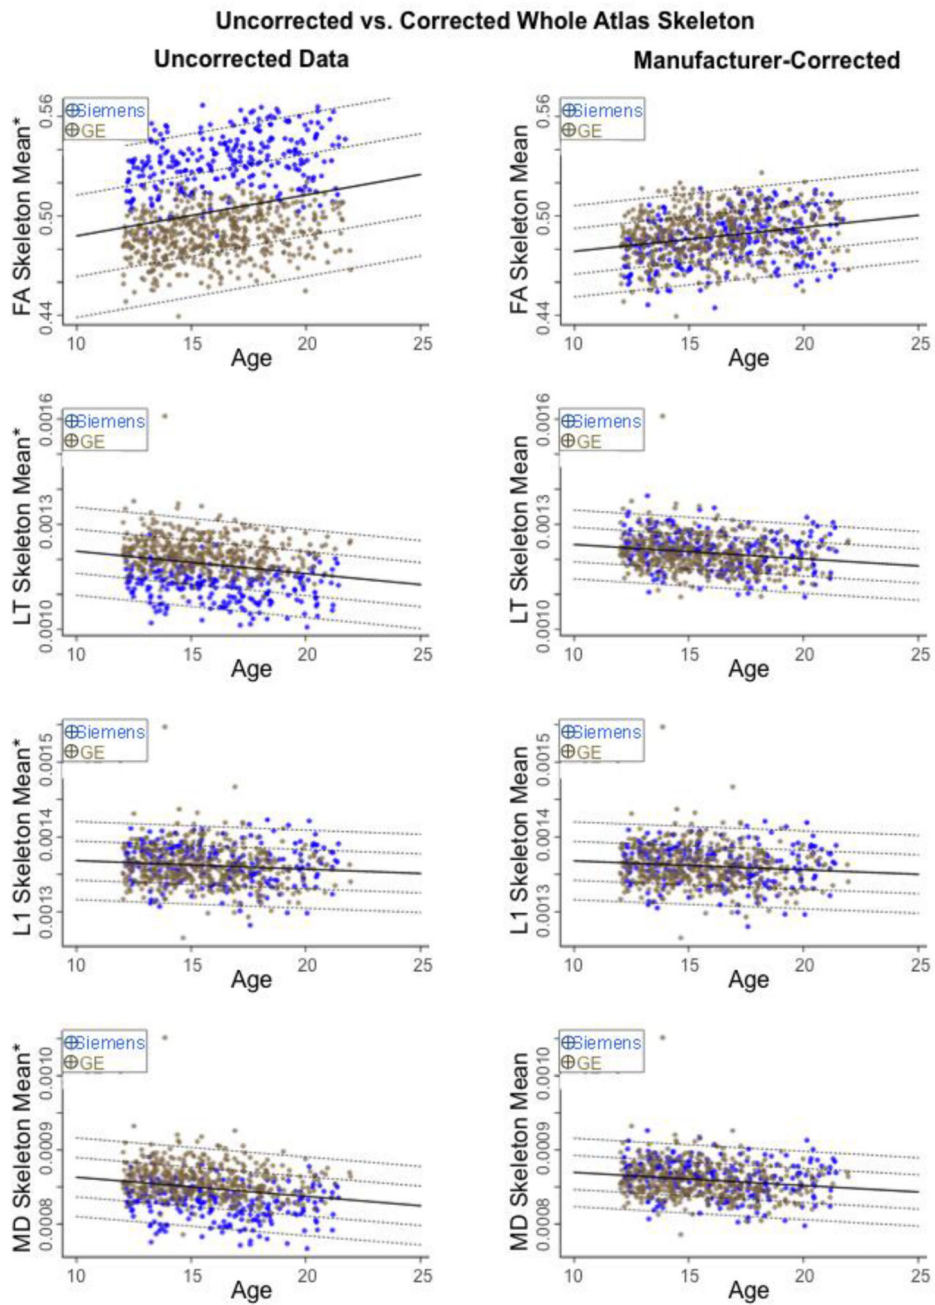 Uncorrected vs. Corrected Whole Atlas Skeleton
Uncorrected Data
Manufacturer-Corrected
Siemens
GE
FA Skeleton Mean*
0.56
0.50
0.44
10 15 20 25
Age
Siemens
GE
FA Skeleton Mean
0.56
0.50
0.44
10 15 20 25
Age
Siemens
GE
LT Skeleton Mean*
0.0016
0.0013
0.0010
10 15 20 25
Age
Siemens
GE
LT Skeleton Mean
0.0016
0.0013
0.0010
10 15 20 25
Age
Siemens
GE
L1 Skeleton Mean*
0.0015
0.0014
0.0013
10 15 20 25
Age
Siemens
GE
L1 Skeleton Mean
0.0015
0.0014
0.0013
10 15 20 25
Age
Siemens
GE
MD Skeleton Mean*
0.0010
0.0009
0.0008
10 15 20 25
Age
Siemens
GE
MD Skeleton Mean
0.0010
0.0009
0.0008
10 15 20 25
Age